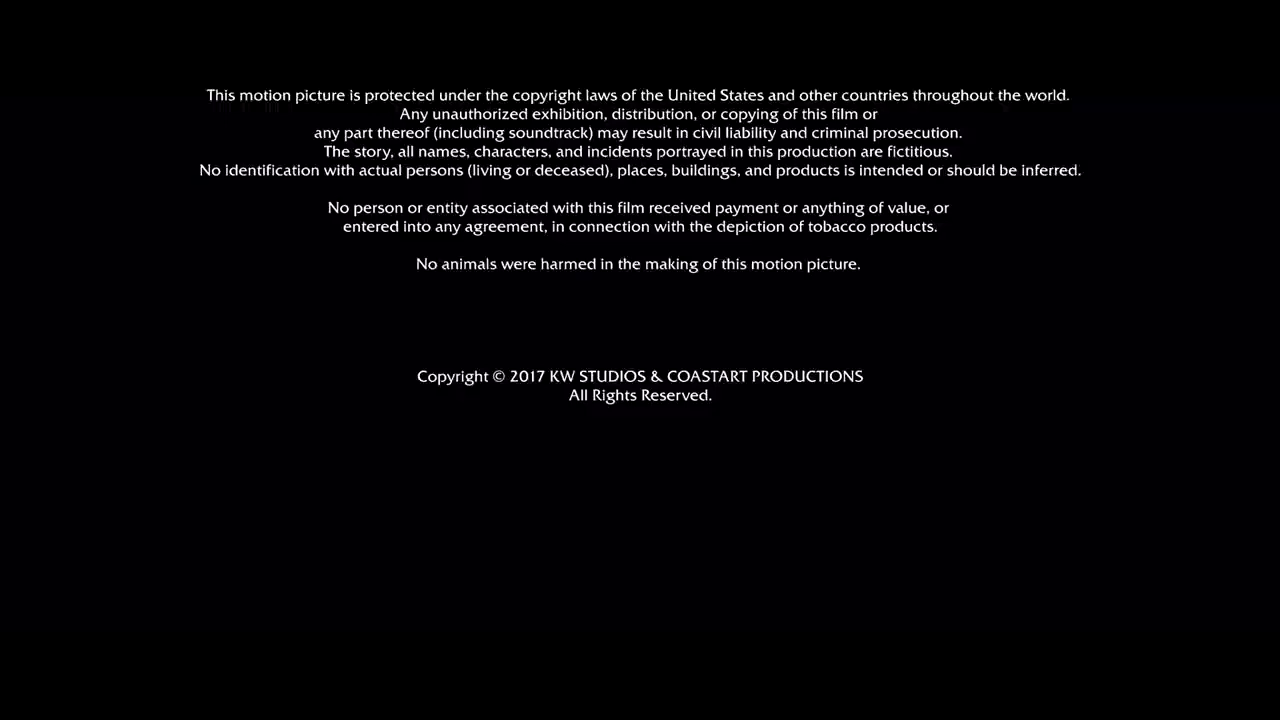 This motion picture is protected under the copyright laws of the United States and other countries throughout the world.
Any unauthorized exhibition, distribution, or copying of this film or
any part thereof (including soundtrack) may result in civil liability and criminal prosecution.
The story, all names, characters, and incidents portrayed in this production are fictitious.
No identification with actual persons (living or deceased), places, buildings, and products is intended or should be inferred.
No person or entity associated with this film received payment or anything of value, or
entered into any agreement, in connection with the depiction of tobacco products.
No animals were harmed in the making of this motion picture.
Copyright © 2017 KW STUDIOS & COASTART PRODUCTIONS
All Rights Reserved.